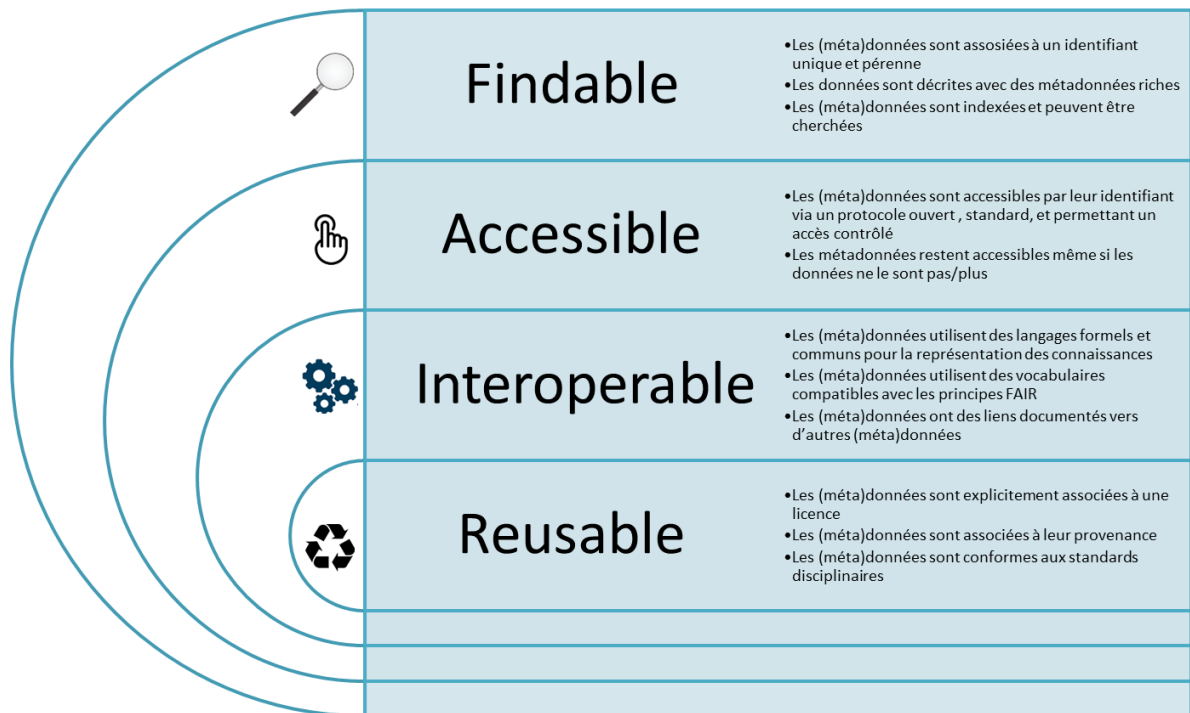 Findable
•Les (méta)données sont assosiées à un identifiant
unique et pérenne
•Les données sont décrites avec des métadonnées riches
•Les (méta)données sont indexées et peuvent être
cherchées
Accessible
•Les (méta)données sont accessibles par leur identifiant
via un protocole ouvert , standard, et permettant un
accès contrôlé
•Les métadonnées restent accessibles même si les
données ne le sont pas/plus
Interoperable
•Les (méta)données utilisent des langages formels et
communs pour la représentation des connaissances
•Les (méta)données utilisent des vocabulaires
compatibles avec les principes FAIR
•Les (méta)données ont des liens documentés vers
d’autres (méta)données
Reusable
•Les (méta)données sont explicitement associées à une
licence
•Les (méta)données sont associées à leur provenance
•Les (méta)données sont conformes aux standards
disciplinaires